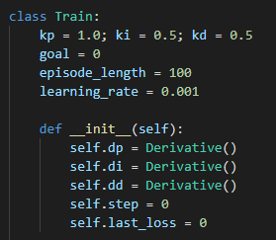 class Train:
    kp = 1.0; ki = 0.5; kd = 0.5
    goal = 0
    episode_length = 100
    learning_rate = 0.001

    def __init__(self):
        self.dp = Derivative()
        self.di = Derivative()
        self.dd = Derivative()
        self.step = 0
        self.last_loss = 0